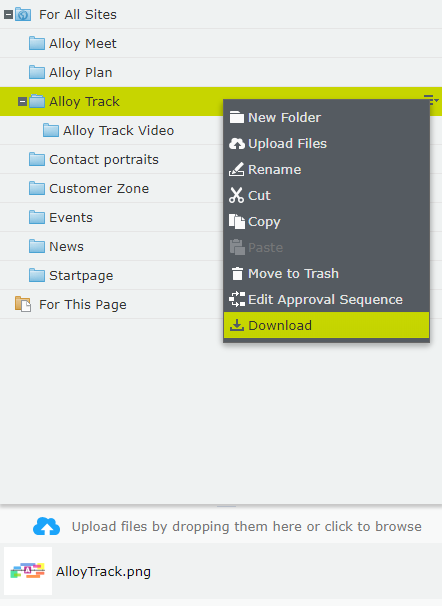 For All Sites
Alloy Meet
Alloy Plan
Alloy Track
Alloy Track Video
Contact portraits
Customer Zone
Events
News
Startpage
For This Page
New Folder
Upload Files
Rename
Cut
Copy
Paste
Move to Trash
Edit Approval Sequence
Download
Upload files by dropping them here or click to browse
AlloyTrack.png